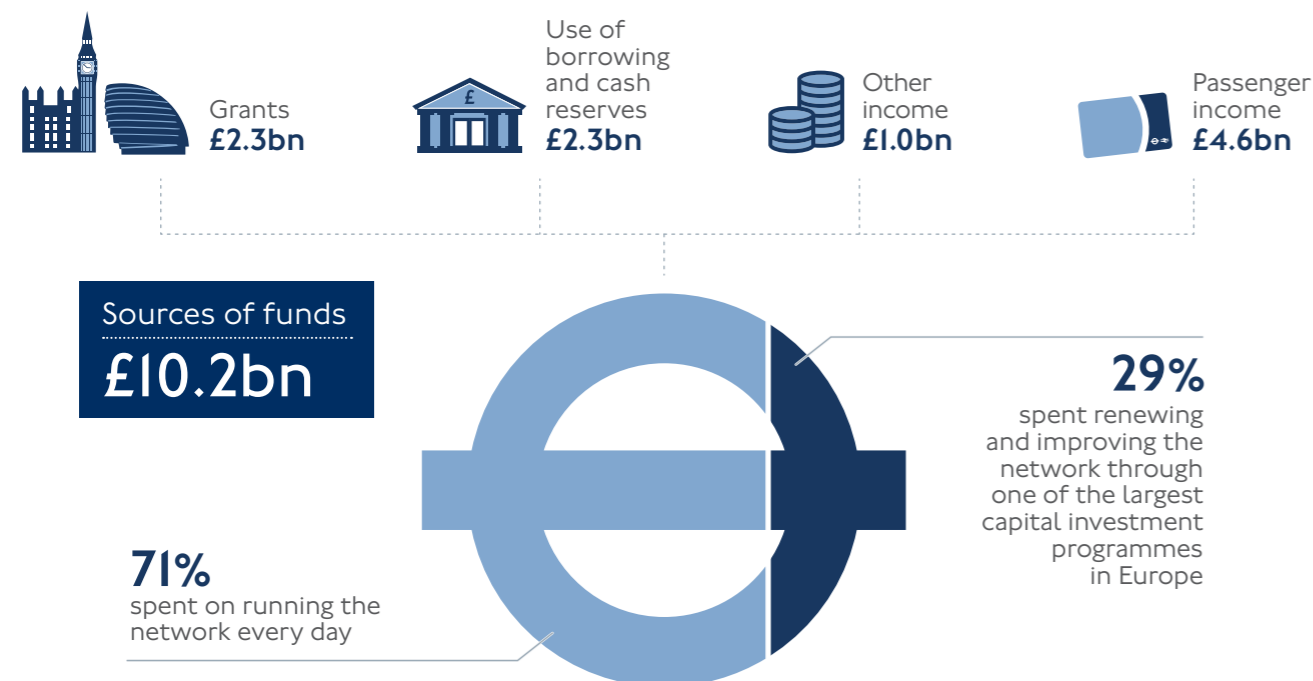 Grants
£2.3bn
Use of
borrowing
and cash
reserves
£2.3bn
Other
income
£1.0bn
Passenger
income
£4.6bn
£
Sources of funds
£10.2bn
29%
spent renewing
and improving the
network through
one of the largest
capital investment
programmes
in Europe
71%
spent on running the
network every day